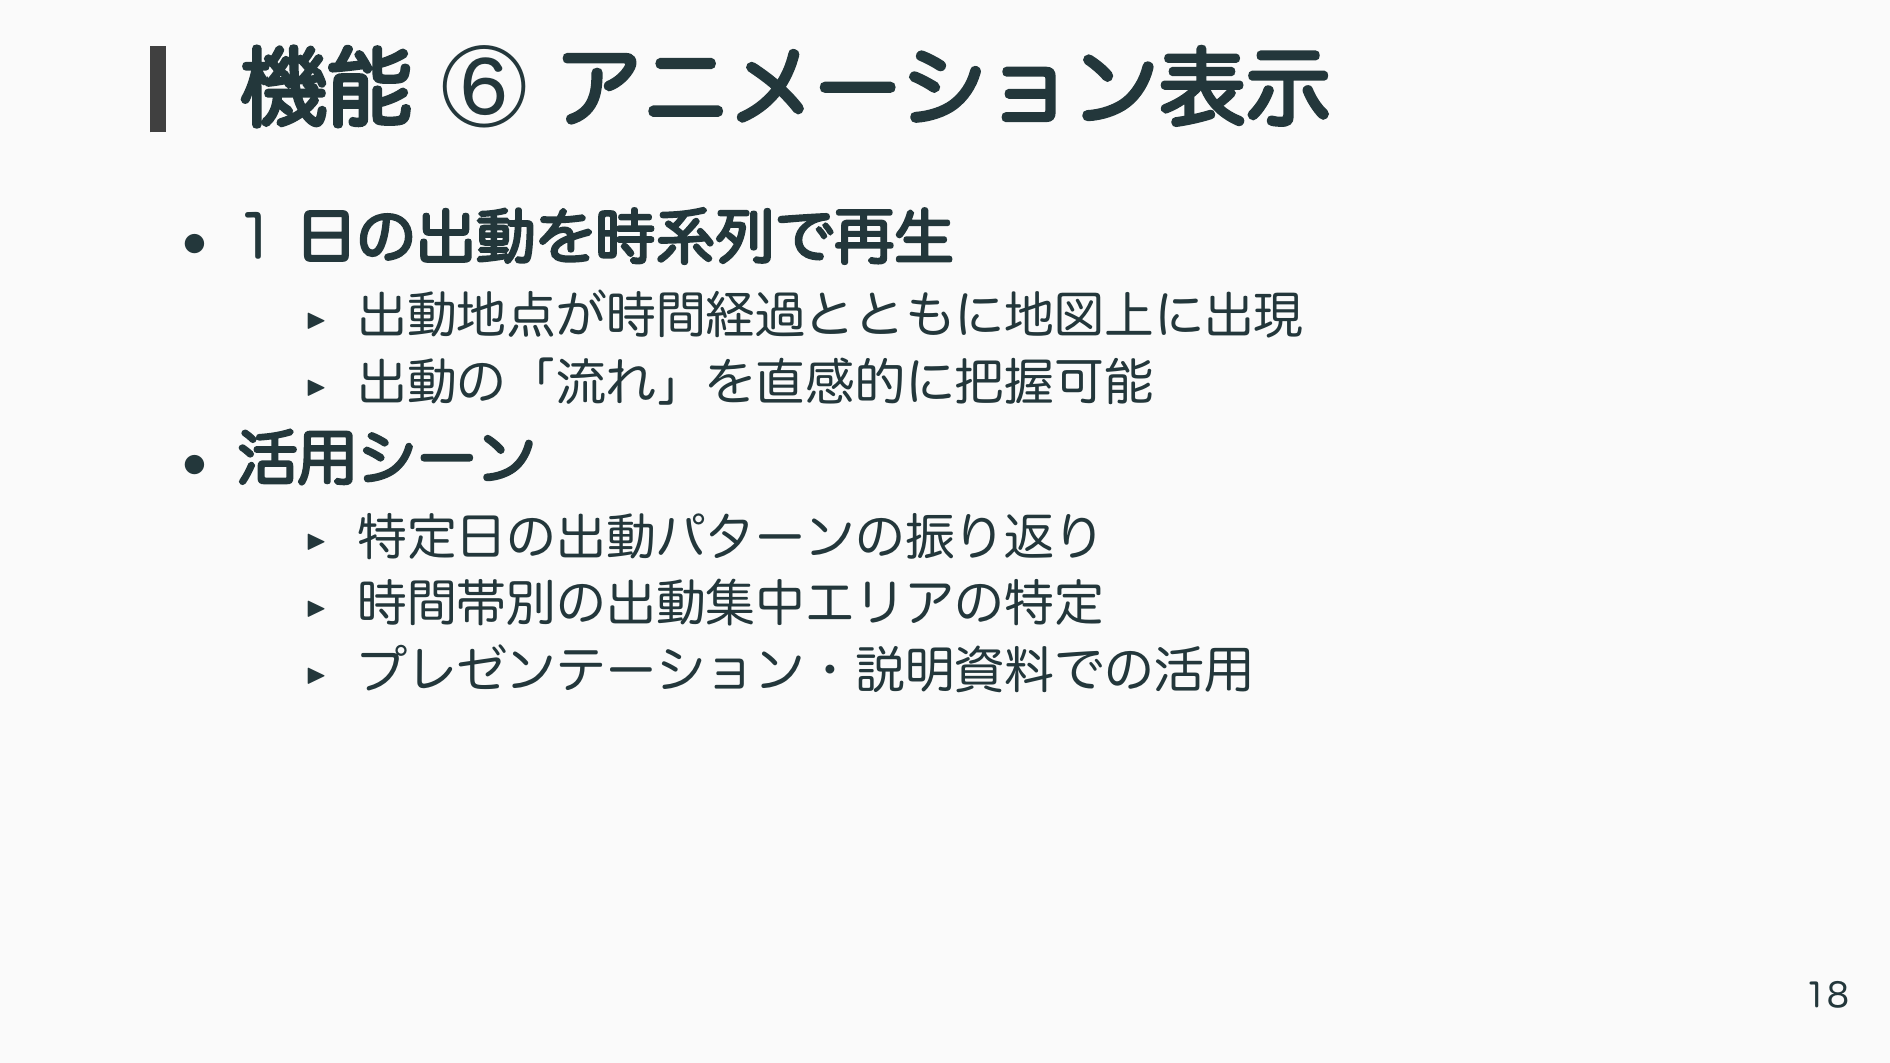 機能 ⑥ アニメーション表示
• 1 日の出動を時系列で再生
▸ 出動地点が時間経過とともに地図上に出現
▸ 出動の「流れ」を直感的に把握可能
• 活用シーン
▸ 特定日の出動パターンの振り返り
▸ 時間帯別の出動集中エリアの特定
▸ プレゼンテーション・説明資料での活用
18